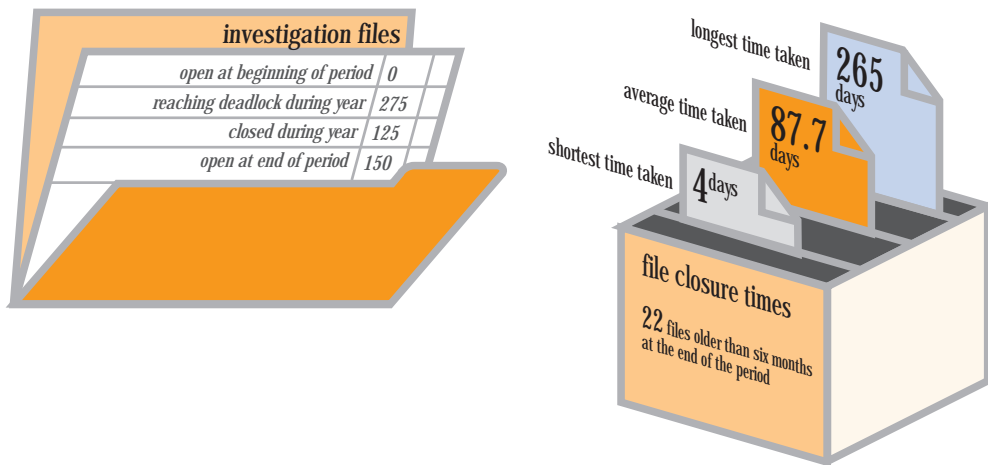 investigation files
open at beginning of period 0
reaching deadlock during year 275
closed during year 125
open at end of period 150
longest time taken
265
days
average time taken
87.7
days
shortest time taken
4 days
file closure times
22 files older than six months
at the end of the period